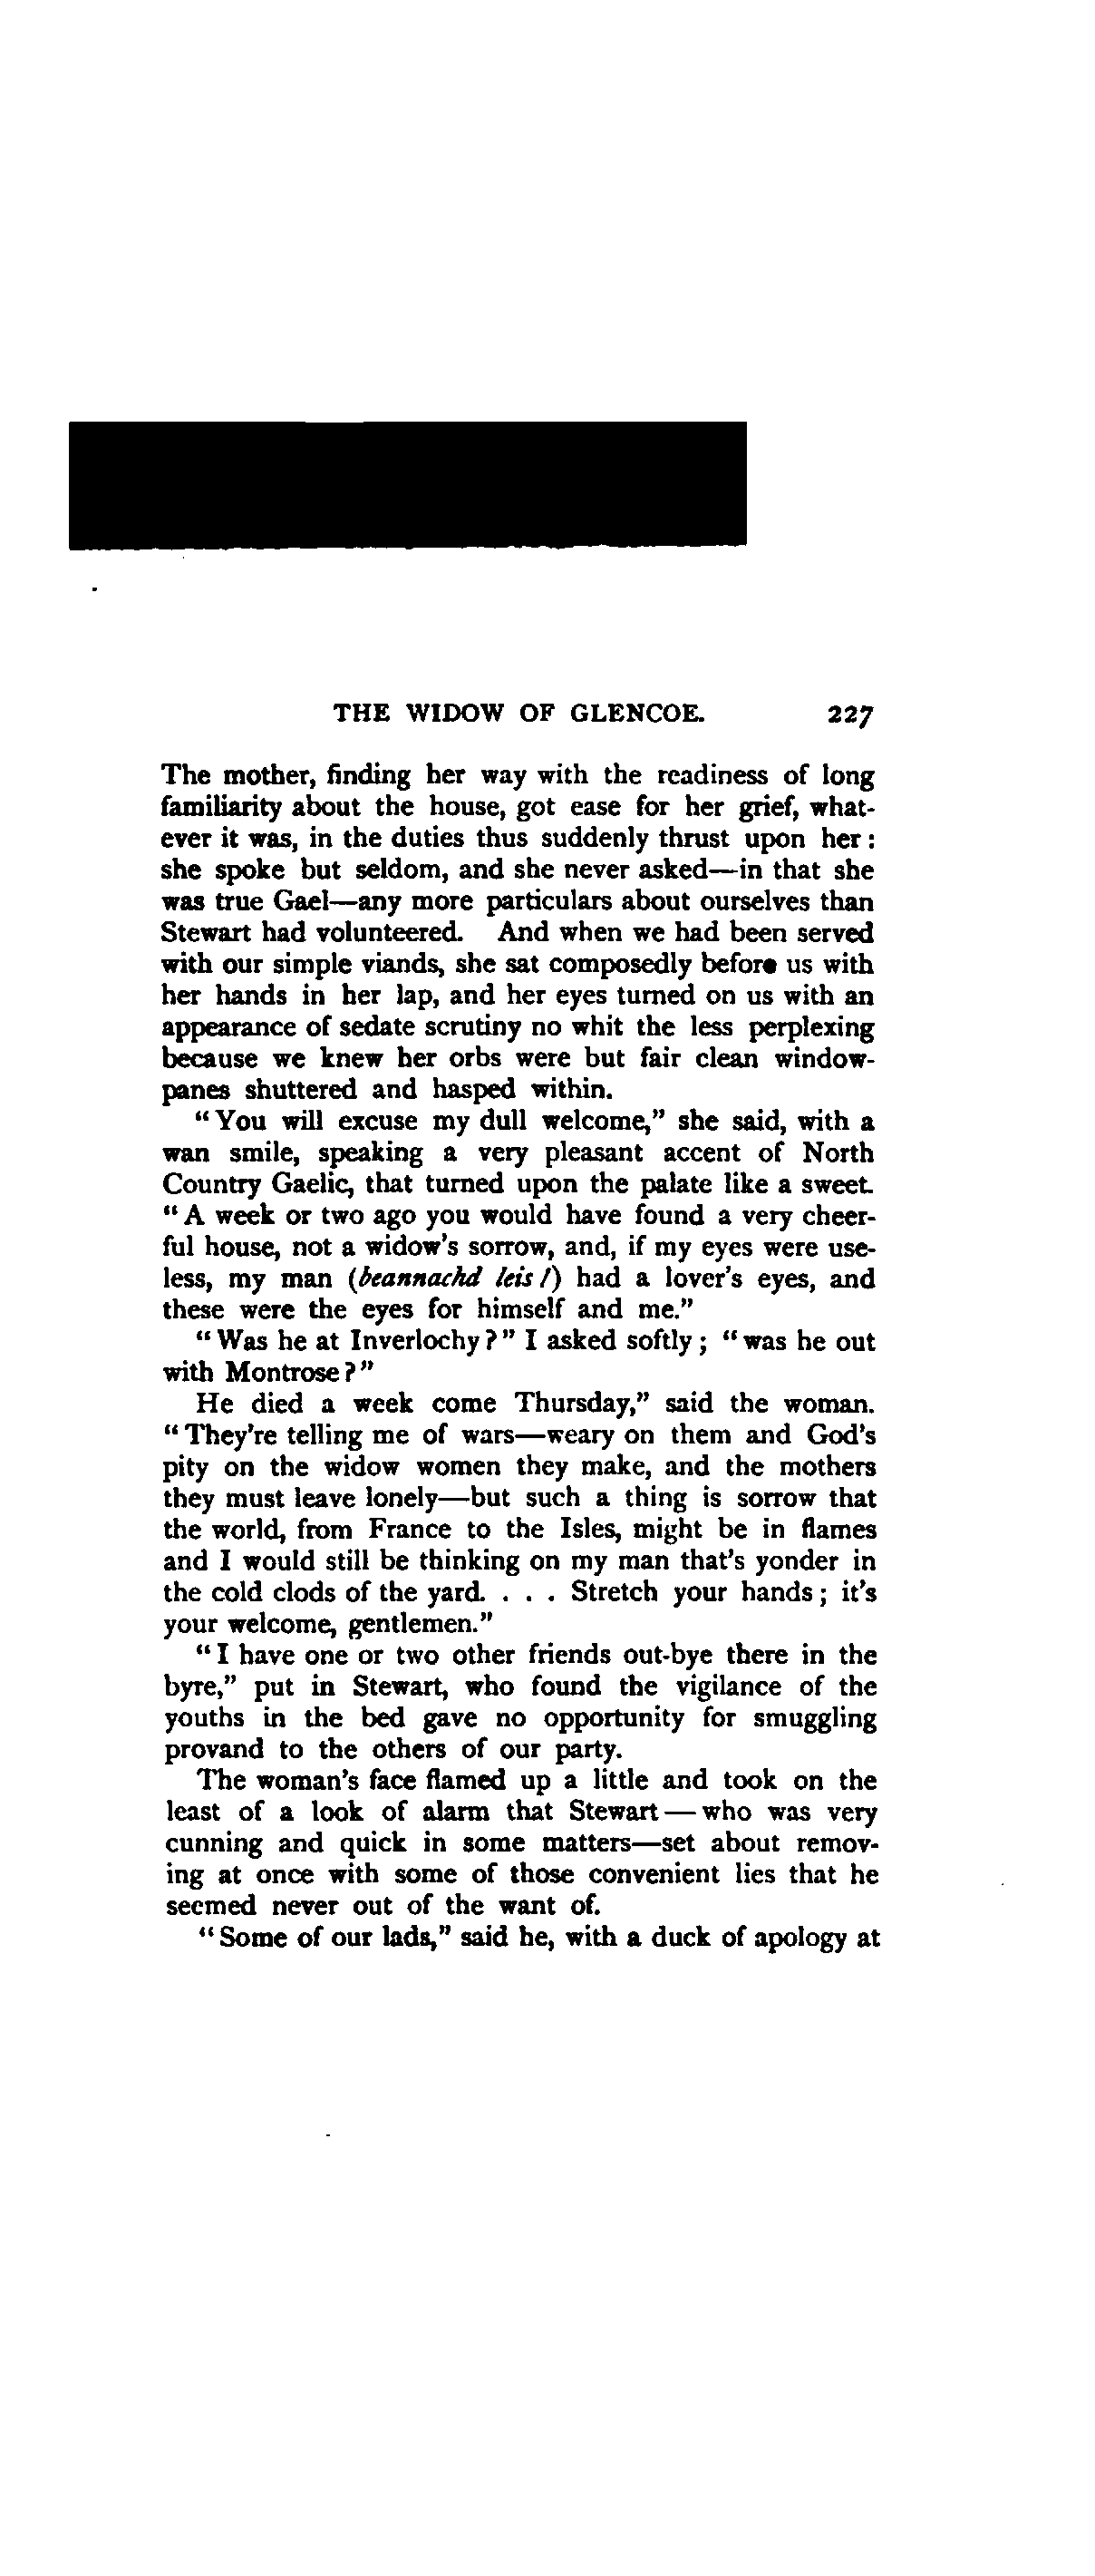 THE WIDOW OF GLENCOE. 227
The mother, finding her way with the readiness of long
familiarity about the house, got ease for her grief, what-
ever it was, in the duties thus suddenly thrust upon her:
she spoke but seldom, and she never asked—in that she
was true Gael—any more particulars about ourselves than
Stewart had volunteered. And when we had been served
with our simple viands, she sat composedly before us with
her hands in her lap, and her eyes turned on us with an
appearance of sedate scrutiny no whit the less perplexing
because we knew her orbs were but fair clean window-
panes shuttered and hasped within.
"You will excuse my dull welcome," she said, with a
wan smile, speaking a very pleasant accent of North
Country Gaelic, that turned upon the palate like a sweet.
"A week or two ago you would have found a very cheer-
ful house, not a widow's sorrow, and, if my eyes were use-
less, my man (beannachd leis!) had a lover's eyes, and
these were the eyes for himself and me."
"Was he at Inverlochy?" I asked softly; "was he out
with Montrose?"
He died a week come Thursday," said the woman.
"They're telling me of wars—weary on them and God's
pity on the widow women they make, and the mothers
they must leave lonely—but such a thing is sorrow that
the world, from France to the Isles, might be in flames
and I would still be thinking on my man that's yonder in
the cold clods of the yard. . . . Stretch your hands; it's
your welcome, gentlemen."
"I have one or two other friends out-bye there in the
byre," put in Stewart, who found the vigilance of the
youths in the bed gave no opportunity for smuggling
provand to the others of our party.
The woman's face flamed up a little and took on the
least of a look of alarm that Stewart—who was very
cunning and quick in some matters—set about remov-
ing at once with some of those convenient lies that he
seemed never out of the want of.
"Some of our lads," said he, with a duck of apology at